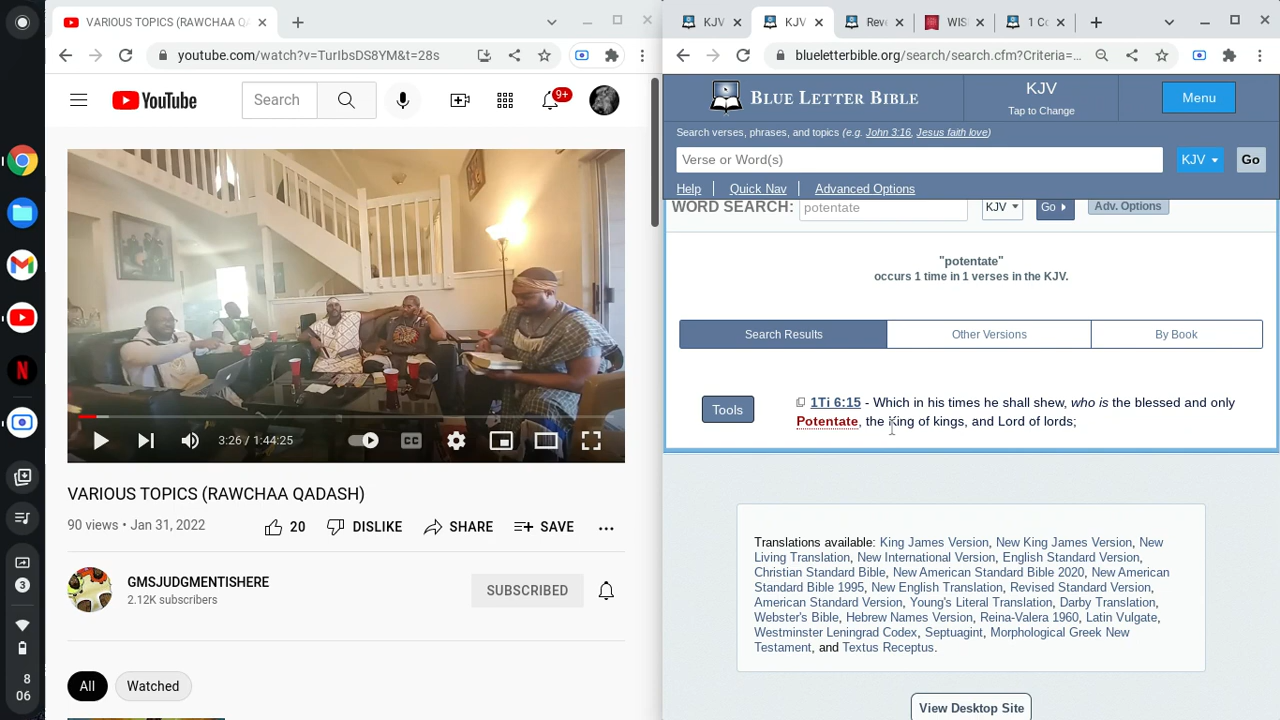 VARIOUS TOPICS (RAWCHAA QA
youtube.com/watch?v=TurIbsDS8YM&t=28s
YouTube
Search
9+
3:26 / 1:44:25
CC
VARIOUS TOPICS (RAWCHAA QADASH)
90 views • Jan 31, 2022
20
DISLIKE
SHARE
SAVE
GMSJUDGMENTISHERE
2.12K subscribers
SUBSCRIBED
All
Watched
3
8
06
KJV
KJV
Reve
WIS
1 Co
blueletterbible.org/search/search.cfm?Criteria=...
BLUE LETTER BIBLE
KJV
Tap to Change
Menu
Search verses, phrases, and topics (e.g. John 3:16, Jesus faith love)
Verse or Word(s)
KJV
Go
Help
Quick Nav
Advanced Options
WORD SEARCH:
potentate
KJV
Go
Adv. Options
"potentate"
occurs 1 time in 1 verses in the KJV.
Search Results
Other Versions
By Book
Tools
1Ti 6:15 - Which in his times he shall shew, who is the blessed and only
Potentate, the King of kings, and Lord of lords;
Translations available: King James Version, New King James Version, New
Living Translation, New International Version, English Standard Version,
Christian Standard Bible, New American Standard Bible 2020, New American
Standard Bible 1995, New English Translation, Revised Standard Version,
American Standard Version, Young's Literal Translation, Darby Translation,
Webster's Bible, Hebrew Names Version, Reina-Valera 1960, Latin Vulgate,
Westminster Leningrad Codex, Septuagint, Morphological Greek New
Testament, and Textus Receptus.
View Desktop Site